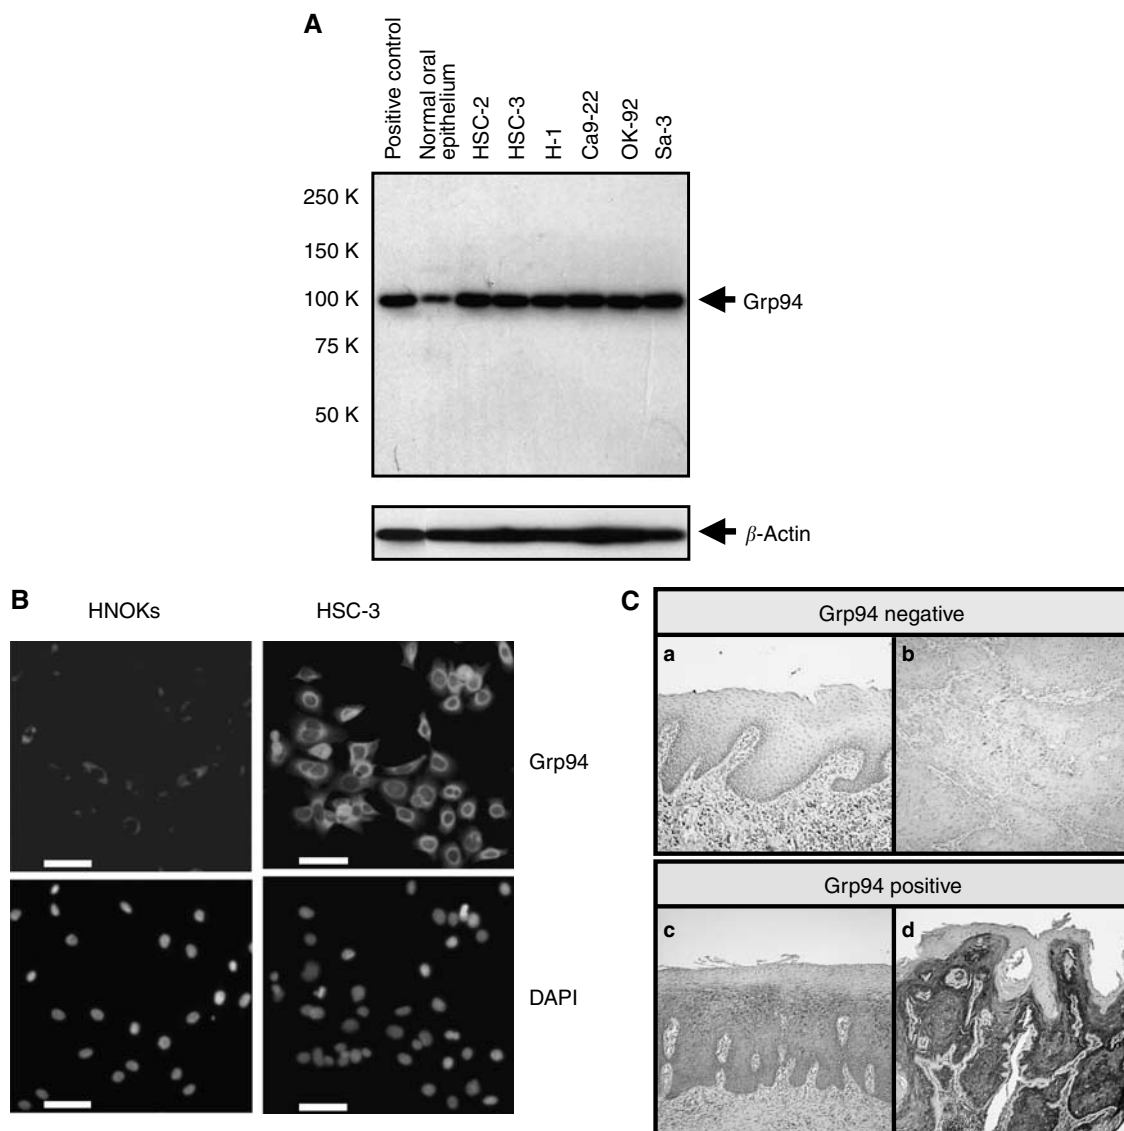 A
Positive control
Normal oral
epithelium
HSC-2
HSC-3
H-1
Ca9-22
OK-92
Sa-3
250 K
150 K
100 K
75 K
50 K
Grp94
β-Actin
B
HNOKs
HSC-3
Grp94
DAPI
C
Grp94 negative
a
b
Grp94 positive
c
d